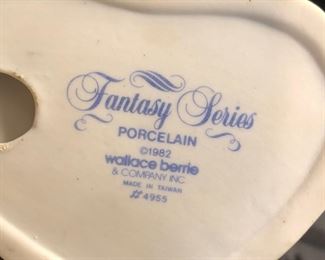 Fantasy Series
PORCELAIN
©1982
wallace berrie
& COMPANY INC.
MADE IN TAIWAN
# 4955